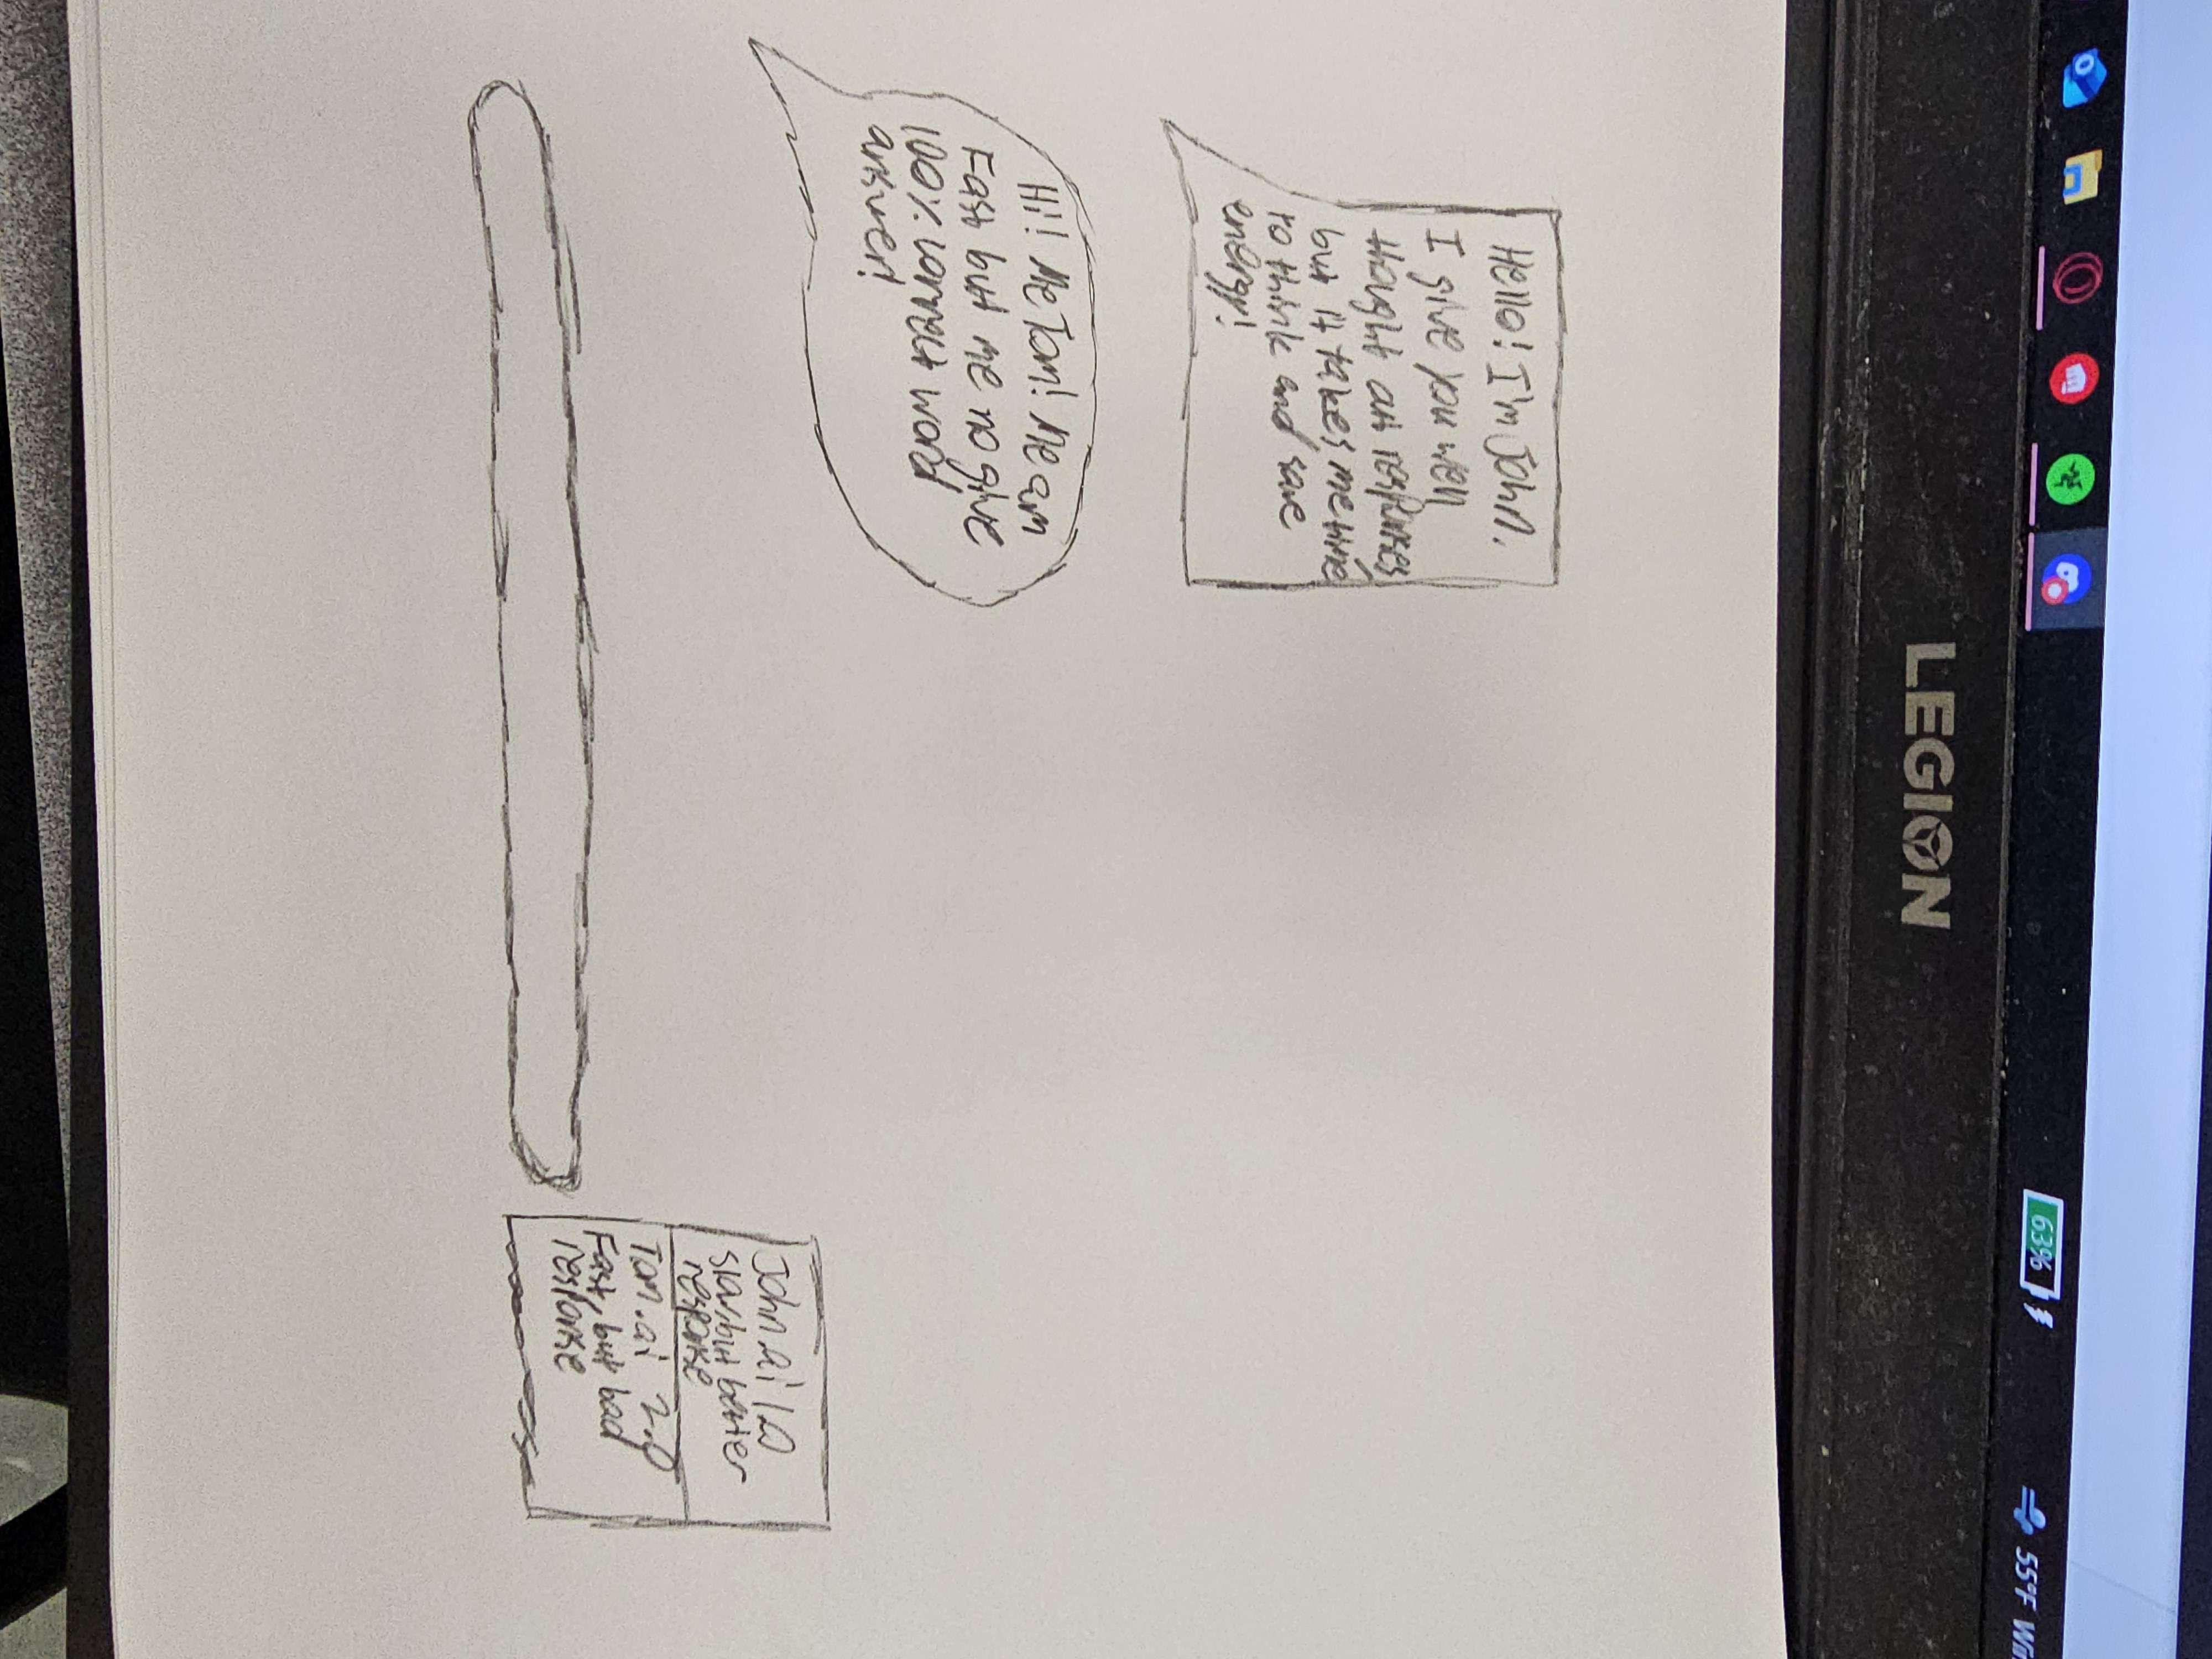 Hello! I'm John.
I give you well
thought out responses
but it takes me time
to think and save
energy!
Hi! Me Tom! Me am
Fast but me no give
100% correct word
answer!
John.ai 1.0
slow but better
response
Tom.ai 2.0
Fast, but bad
response
LEGION
63%
55°F